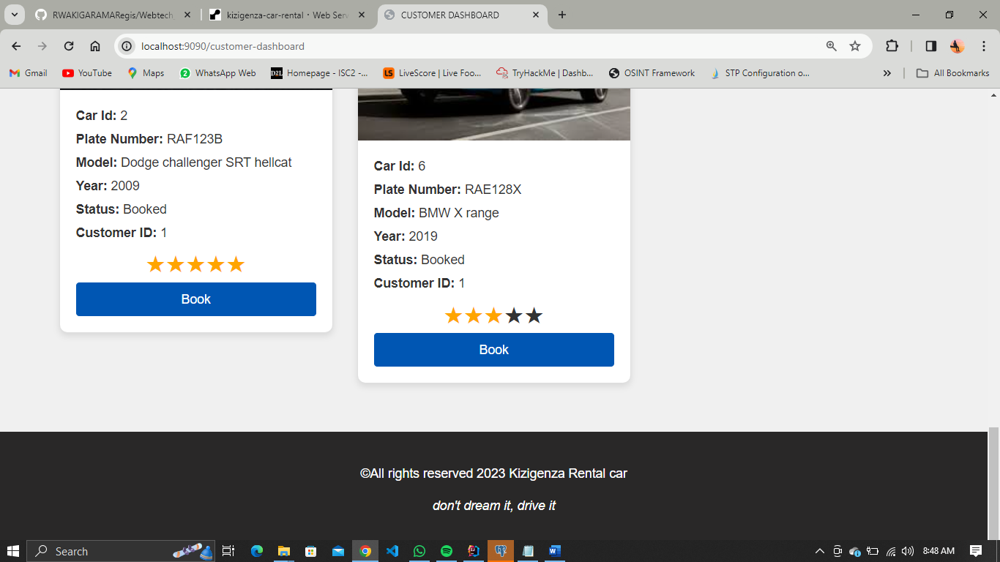 RWAKIGARAMARegis/Webtech_
kizigenza-car-rental · Web Serv
CUSTOMER DASHBOARD
localhost:9090/customer-dashboard
Gmail
YouTube
Maps
WhatsApp Web
D2L
Homepage - ISC2 -...
LS
LiveScore | Live Foo...
TryHackMe | Dashb...
OSINT Framework
STP Configuration o...
All Bookmarks
Car Id: 2
Plate Number: RAF123B
Model: Dodge challenger SRT hellcat
Year: 2009
Status: Booked
Customer ID: 1
Book
Car Id: 6
Plate Number: RAE128X
Model: BMW X range
Year: 2019
Status: Booked
Customer ID: 1
Book
©All rights reserved 2023 Kizigenza Rental car
don't dream it, drive it
Search
8:48 AM